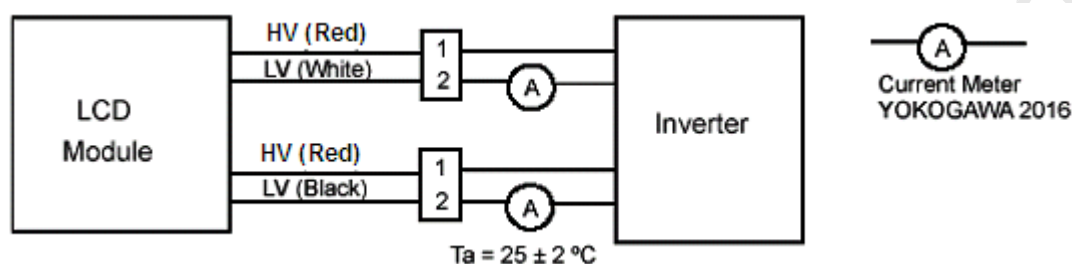 HV (Red)
1
LV (White)
2
A
LCD
Module
Inverter
HV (Red)
1
LV (Black)
2
A
Ta = 25 ± 2 ºC
A
Current Meter
YOKOGAWA 2016